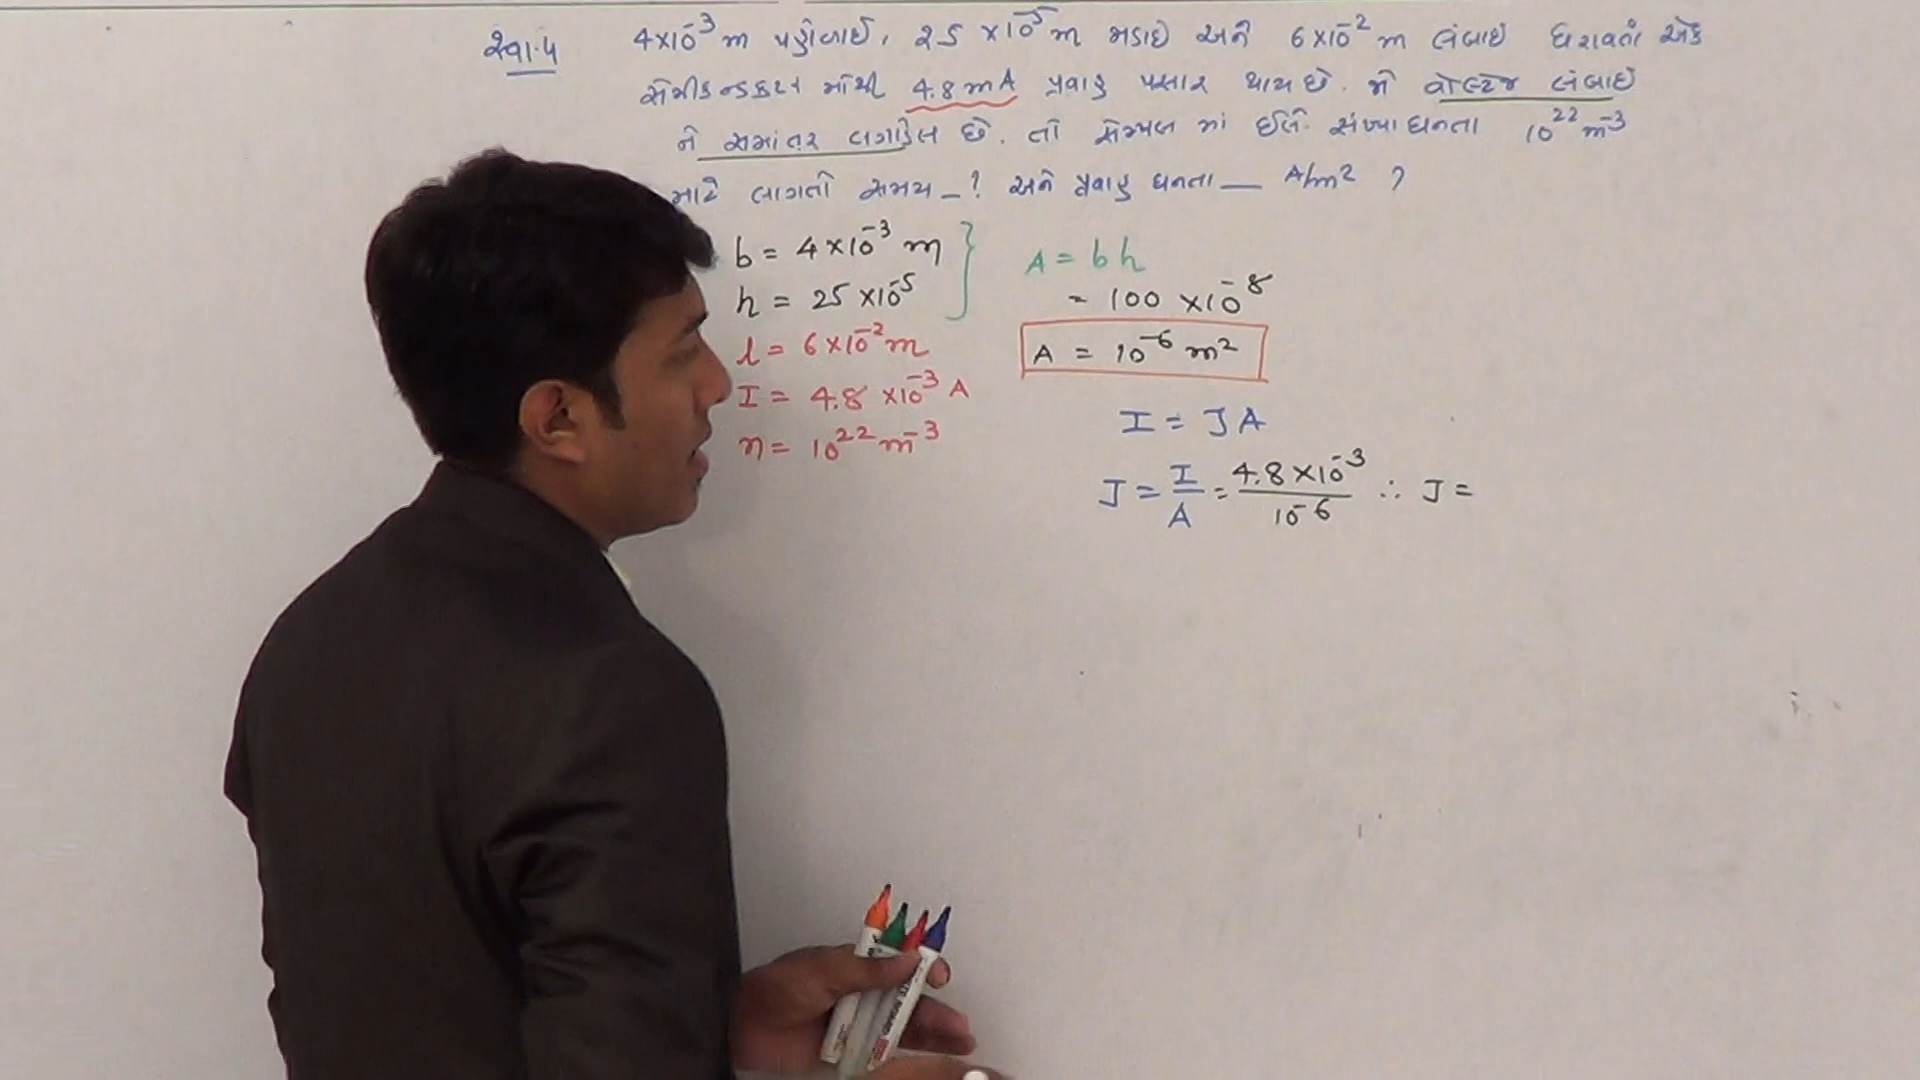 સ્વા.૫ 4×10⁻³ m પહોળાઈ, 25 ×10⁻⁵ m જાડાઈ અને 6×10⁻² m લંબાઈ ધરાવતાં એક
સેમીકન્ડક્ટર માંથી 4.8 mA પ્રવાહ પસાર થાય છે. જો વોલ્ટેજ લંબાઈ
ને સમાંતર લગાડેલ છે. તો સેમ્પલ માં ઈલે. સંખ્યા ઘનતા 10²² m⁻³
માટે લાગતો સમય _? અને પ્રવાહ ઘનતા __ A/m² ?
b = 4×10⁻³ m
h = 25 ×10⁻⁵
l = 6×10⁻² m
I = 4.8 ×10⁻³ A
n = 10²² m⁻³
A = b h
= 100 ×10⁻⁸
A = 10⁻⁶ m²
I = J A
J = I/A = 4.8×10⁻³/10⁻⁶ ∴ J =